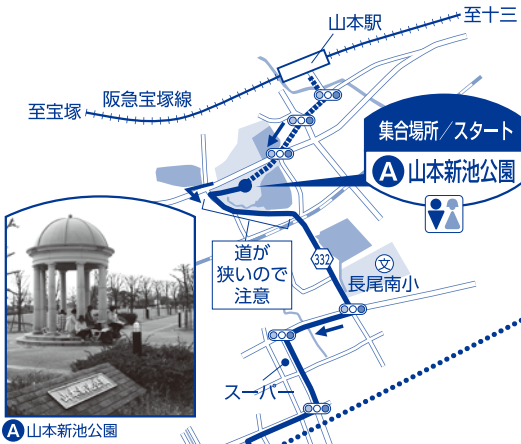 至十三
山本駅
阪急宝塚線
至宝塚
集合場所／スタート
A 山本新池公園
道が
狭いので
注意
332
文
長尾南小
スーパー
A 山本新池公園